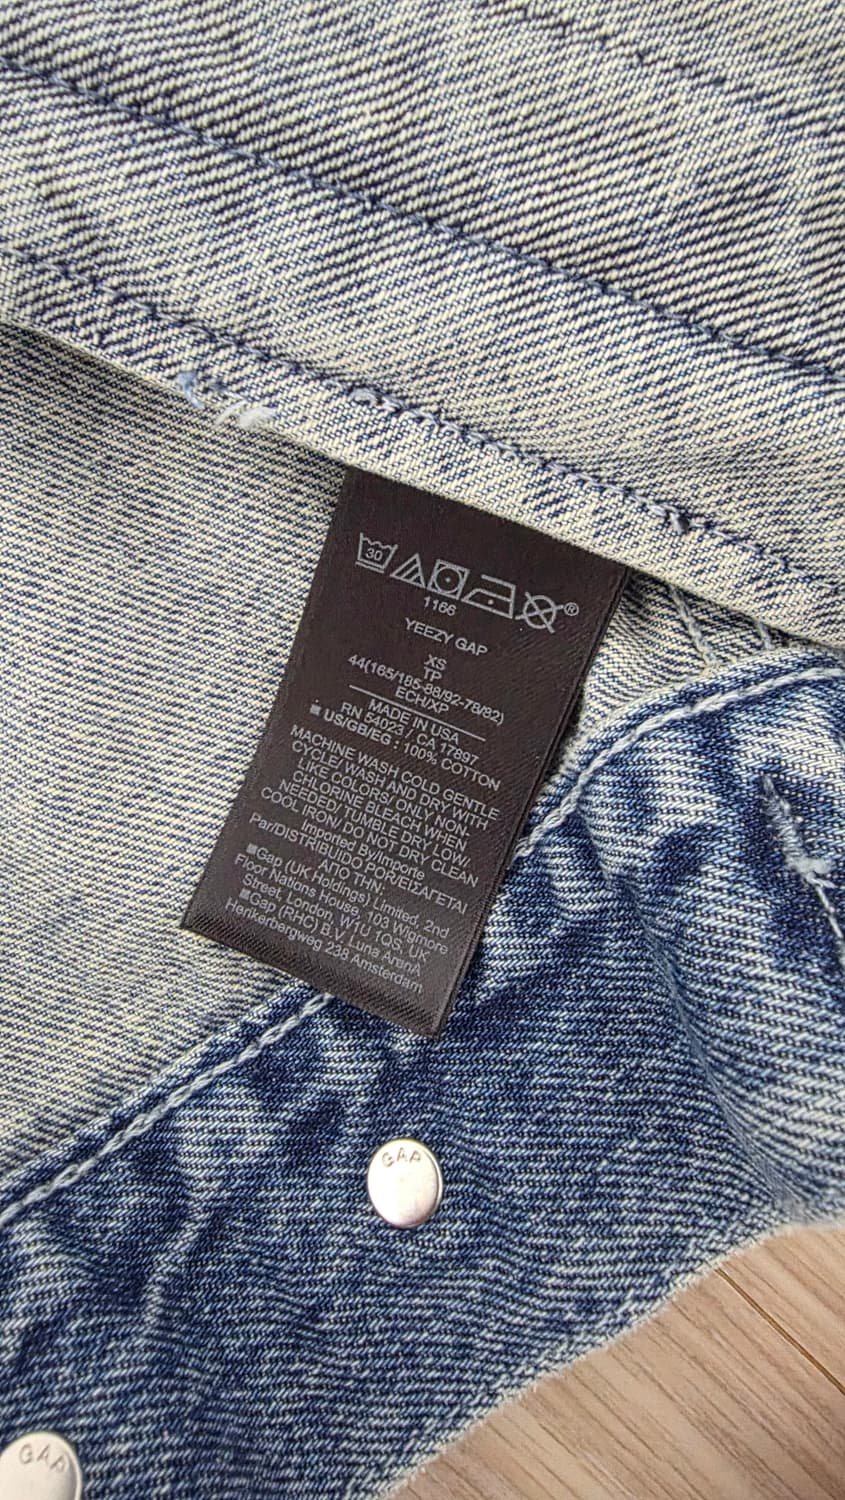 30
®
1166
YEEZY GAP
XS
TP
44(165/185-88/92-78/82)
ECH/XP
MADE IN USA
RN 54023 / CA 17897
■ US/GB/EG : 100% COTTON
MACHINE WASH COLD GENTLE
CYCLE/ WASH AND DRY WITH
LIKE COLORS/ ONLY NON-
CHLORINE BLEACH WHEN
NEEDED/ TUMBLE DRY LOW/
COOL IRON/ DO NOT DRY CLEAN
Imported By/Importe
Par/DISTRIBUIDO POR/ΕΙΣΑΓΕΤΑΙ
ΑΠΟ ΤΗΝ:
■Gap (UK Holdings) Limited, 2nd
Floor Nations House, 103 Wigmore
Street, London, W1U 1QS, UK
■Gap (RHC) B.V. Luna ArenA
Herikerbergweg 238 Amsterdam
GAP
GAP